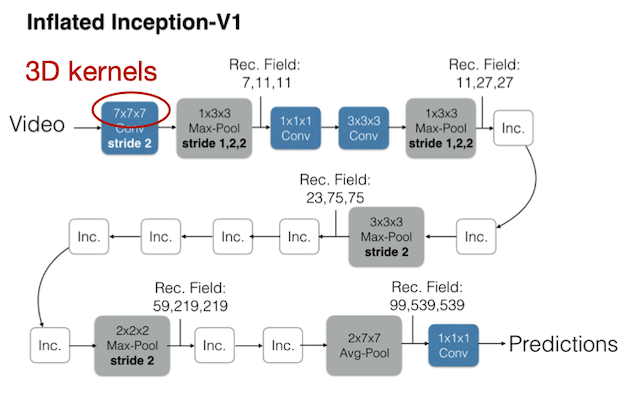 Inflated Inception-V1
3D kernels
Rec. Field:
7,11,11
Rec. Field:
11,27,27
Video
7x7x7
Conv
stride 2
1x3x3
Max-Pool
stride 1,2,2
1x1x1
Conv
3x3x3
Conv
1x3x3
Max-Pool
stride 1,2,2
Inc.
Rec. Field:
23,75,75
Inc.
Inc.
Inc.
Inc.
3x3x3
Max-Pool
stride 2
Inc.
Rec. Field:
59,219,219
Rec. Field:
99,539,539
Inc.
2x2x2
Max-Pool
stride 2
Inc.
Inc.
2x7x7
Avg-Pool
1x1x1
Conv
Predictions